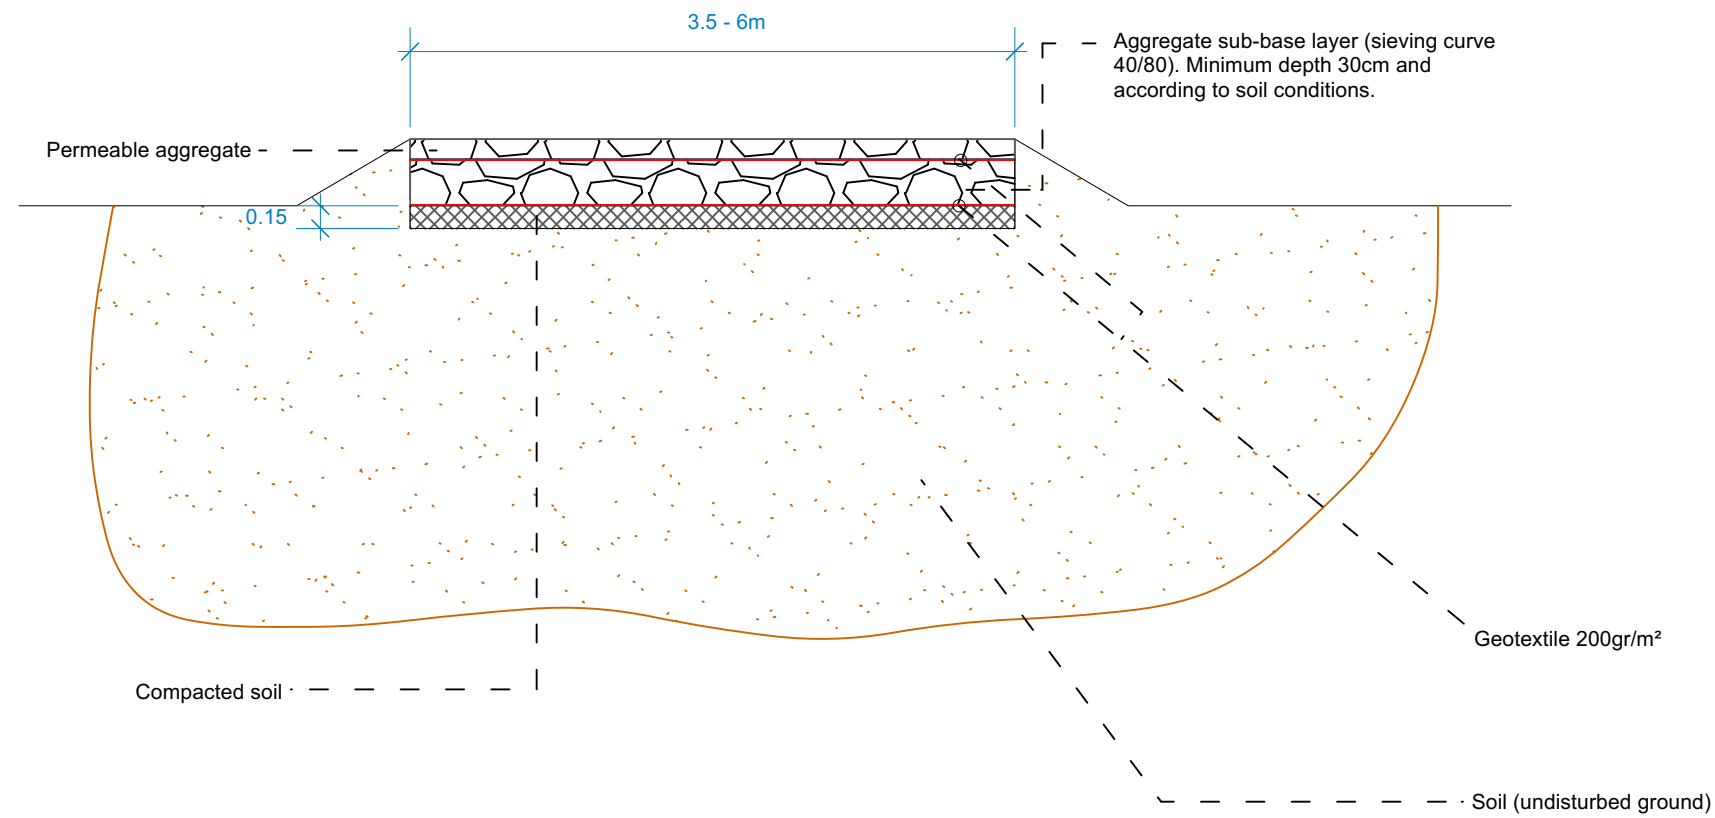 3.5 - 6m
Aggregate sub-base layer (sieving curve
40/80). Minimum depth 30cm and
according to soil conditions.
Permeable aggregate
0.15
Geotextile 200gr/m²
Compacted soil
Soil (undisturbed ground)